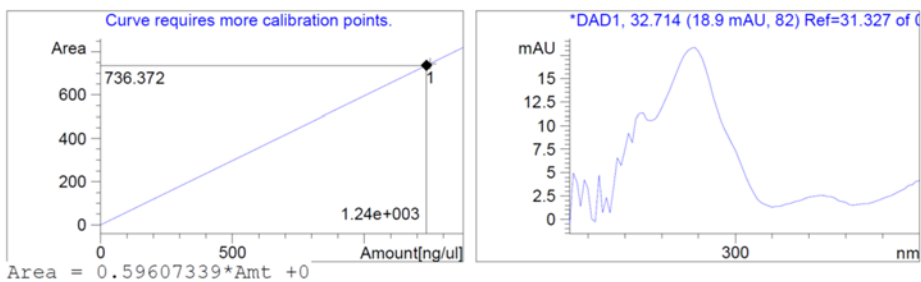 Curve requires more calibration points.
Area
736.372
600
400
200
0
1
1.24e+003
0
500
Amount[ng/ul]
Area = 0.59607339*Amt +0
*DAD1, 32.714 (18.9 mAU, 82) Ref=31.327 of
mAU
15
12.5
10
7.5
5
2.5
0
300
nm